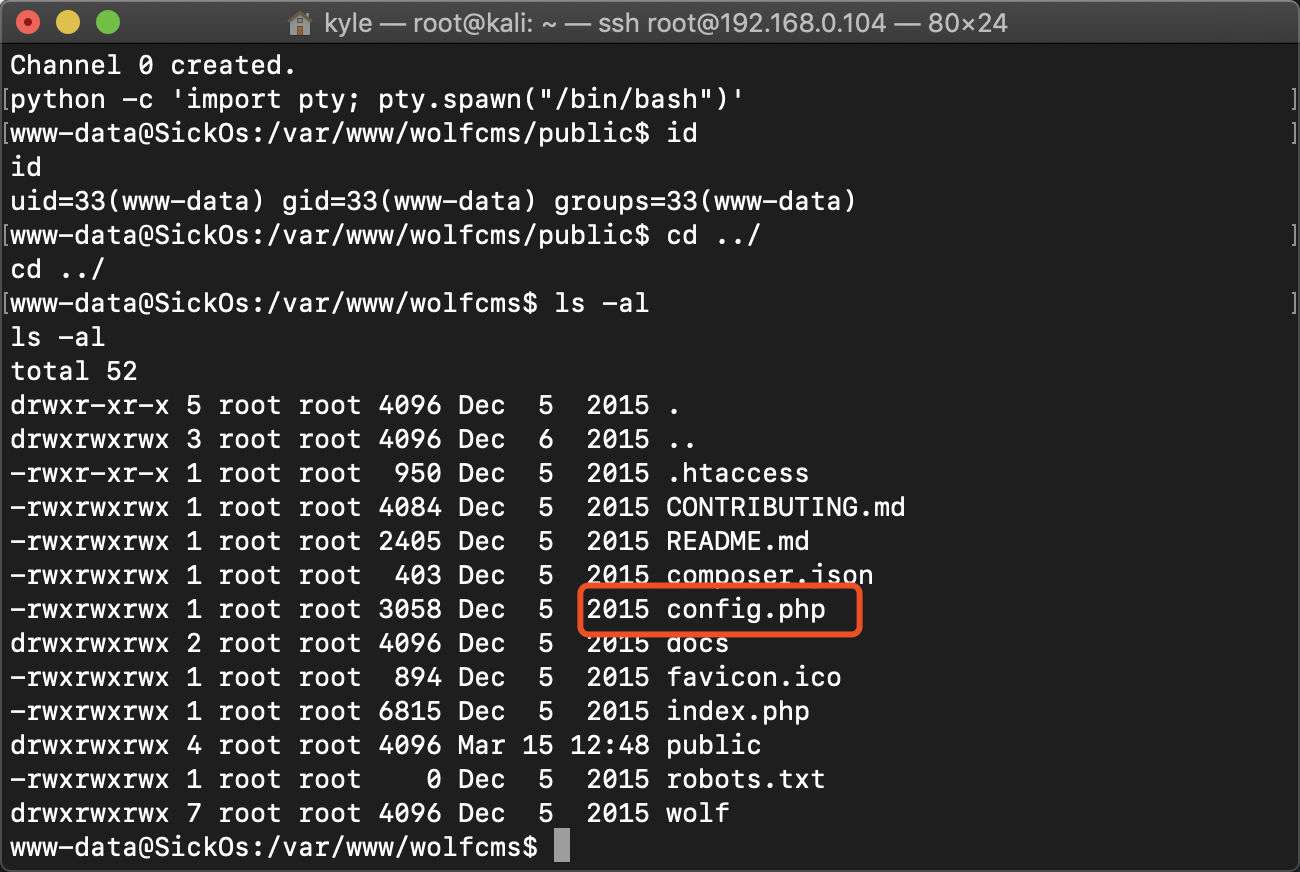 kyle — root@kali: ~ — ssh root@192.168.0.104 — 80×24
Channel 0 created.
[python -c 'import pty; pty.spawn("/bin/bash")' ]
[www-data@SickOs:/var/www/wolfcms/public$ id ]
id
uid=33(www-data) gid=33(www-data) groups=33(www-data)
[www-data@SickOs:/var/www/wolfcms/public$ cd ../ ]
cd ../
[www-data@SickOs:/var/www/wolfcms$ ls -al ]
ls -al
total 52
drwxr-xr-x 5 root root 4096 Dec  5  2015 .
drwxrwxrwx 3 root root 4096 Dec  6  2015 ..
-rwxr-xr-x 1 root root  950 Dec  5  2015 .htaccess
-rwxrwxrwx 1 root root 4084 Dec  5  2015 CONTRIBUTING.md
-rwxrwxrwx 1 root root 2405 Dec  5  2015 README.md
-rwxrwxrwx 1 root root  403 Dec  5  2015 composer.json
-rwxrwxrwx 1 root root 3058 Dec  5  2015 config.php
drwxrwxrwx 2 root root 4096 Dec  5  2015 docs
-rwxrwxrwx 1 root root  894 Dec  5  2015 favicon.ico
-rwxrwxrwx 1 root root 6815 Dec  5  2015 index.php
drwxrwxrwx 4 root root 4096 Mar 15 12:48 public
-rwxrwxrwx 1 root root    0 Dec  5  2015 robots.txt
drwxrwxrwx 7 root root 4096 Dec  5  2015 wolf
www-data@SickOs:/var/www/wolfcms$